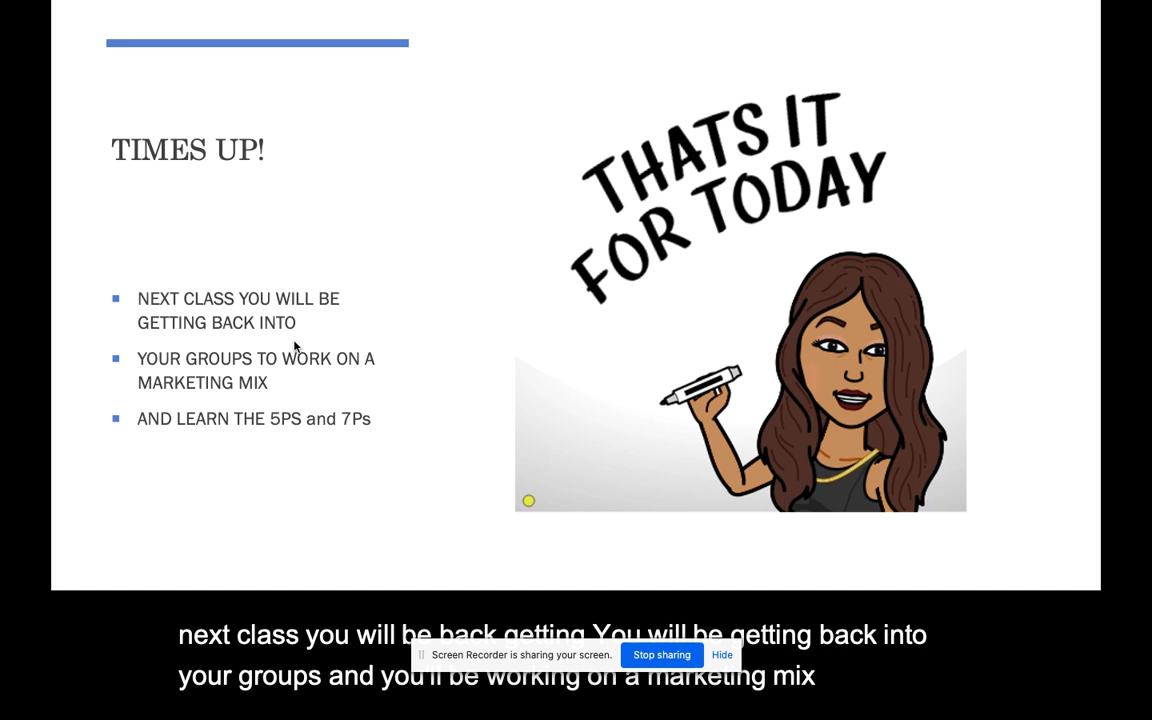 TIMES UP!
THATS IT
FOR TODAY
NEXT CLASS YOU WILL BE
GETTING BACK INTO
YOUR GROUPS TO WORK ON A
MARKETING MIX
AND LEARN THE 5PS and 7Ps
next class you will be back getting You will be getting back into
Screen Recorder is sharing your screen. Stop sharing Hide
your groups and you'll be working on a marketing mix